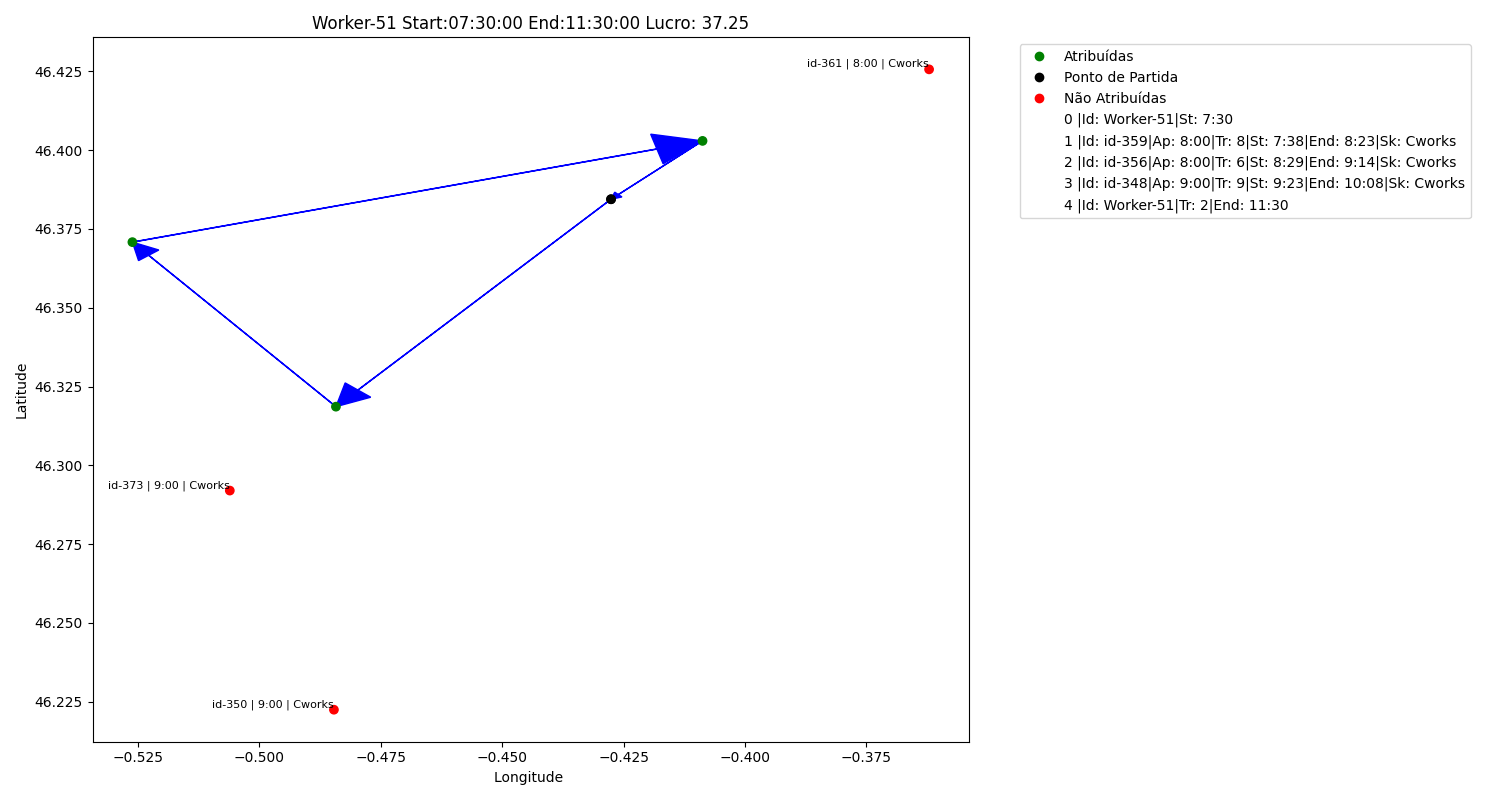 Worker-51 Start:07:30:00 End:11:30:00 Lucro: 37.25
Atribuídas
Ponto de Partida
Não Atribuídas
0 |Id: Worker-51|St: 7:30
1 |Id: id-359|Ap: 8:00|Tr: 8|St: 7:38|End: 8:23|Sk: Cworks
2 |Id: id-356|Ap: 8:00|Tr: 6|St: 8:29|End: 9:14|Sk: Cworks
3 |Id: id-348|Ap: 9:00|Tr: 9|St: 9:23|End: 10:08|Sk: Cworks
4 |Id: Worker-51|Tr: 2|End: 11:30
id-361 | 8:00 | Cworks
id-373 | 9:00 | Cworks
id-350 | 9:00 | Cworks
Latitude
46.425
46.400
46.375
46.350
46.325
46.300
46.275
46.250
46.225
−0.525 −0.500 −0.475 −0.450 −0.425 −0.400 −0.375
Longitude